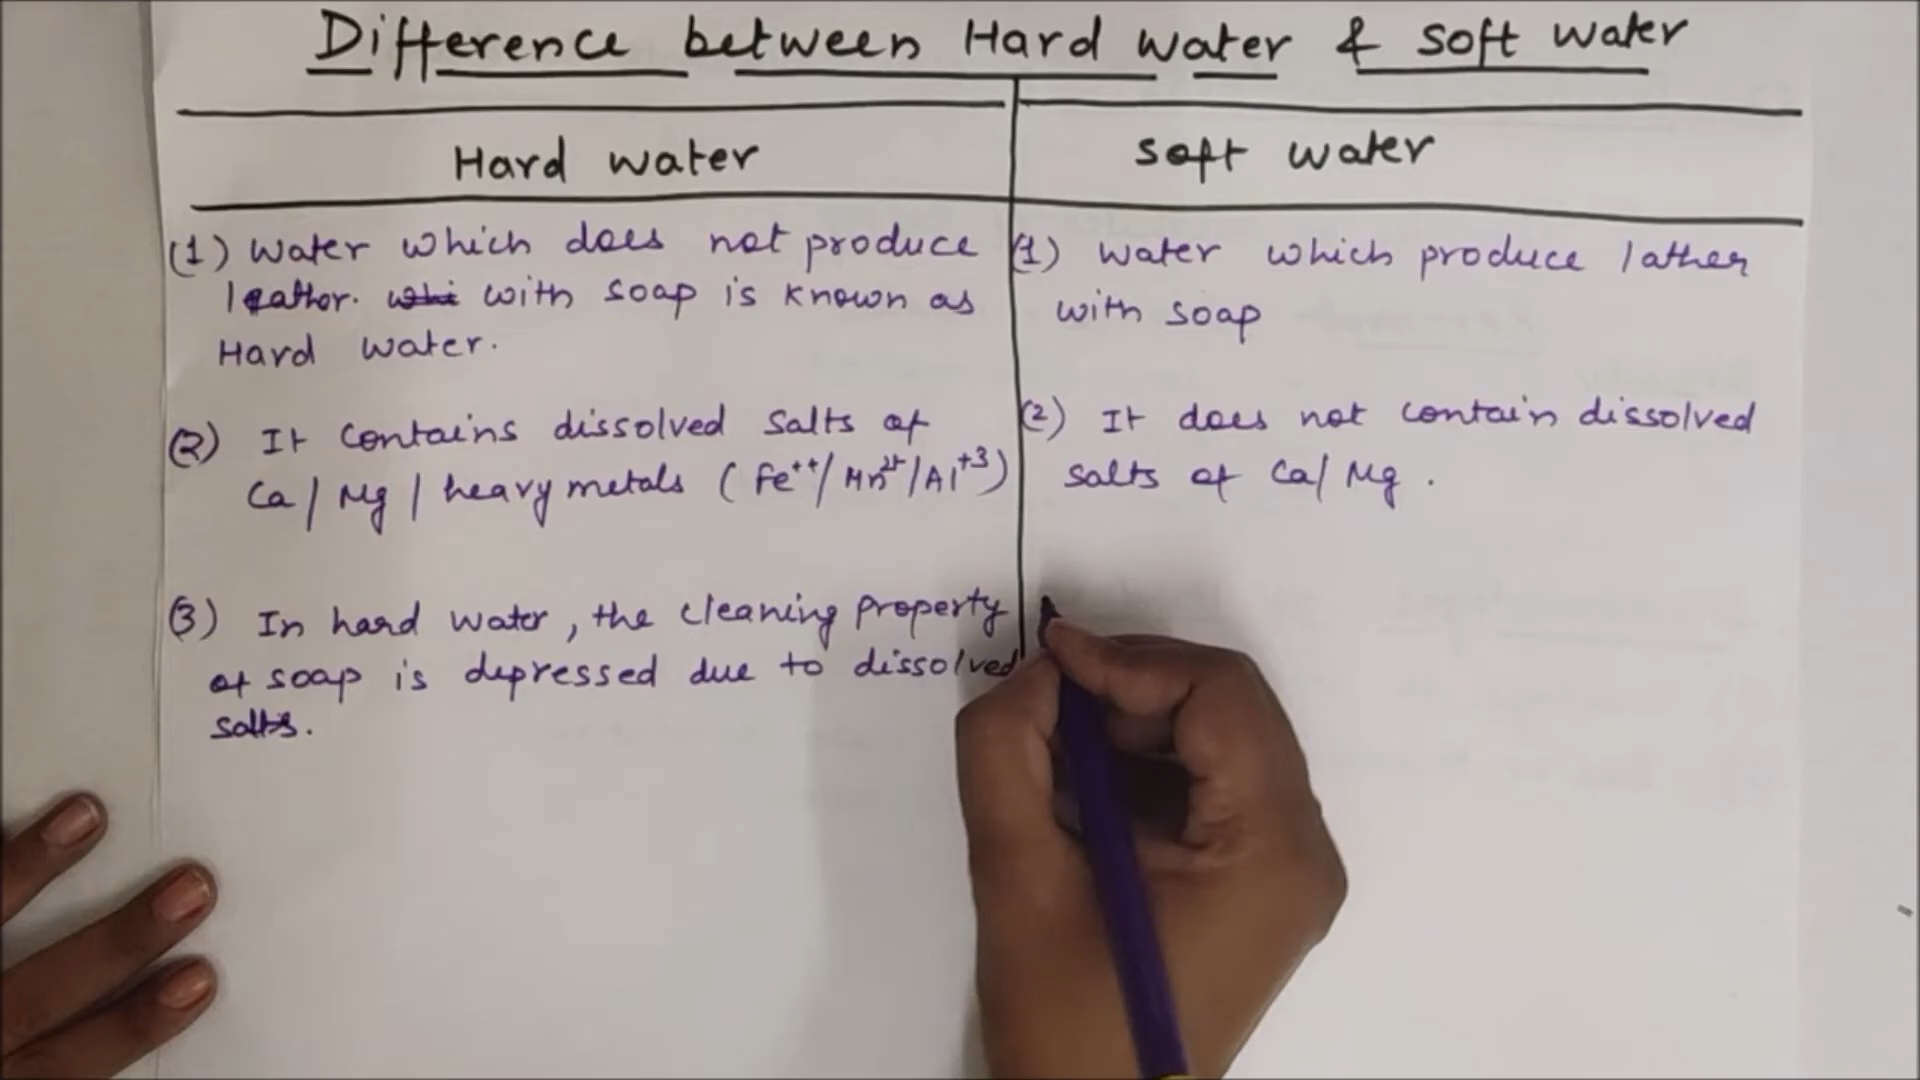 Difference between Hard water & soft water
Hard water
soft water
(1) Water which does not produce
with soap is known as
Hard water.
(2) It contains dissolved salts of
Ca / Mg / heavy metals ( Fe⁺⁺/ Mn²⁺/Al⁺³)
(3) In hard water, the cleaning property
of soap is depressed due to dissolved
salts.
(1) water which produce lather
with soap
(2) It does not contain dissolved
salts of Ca/ Mg .